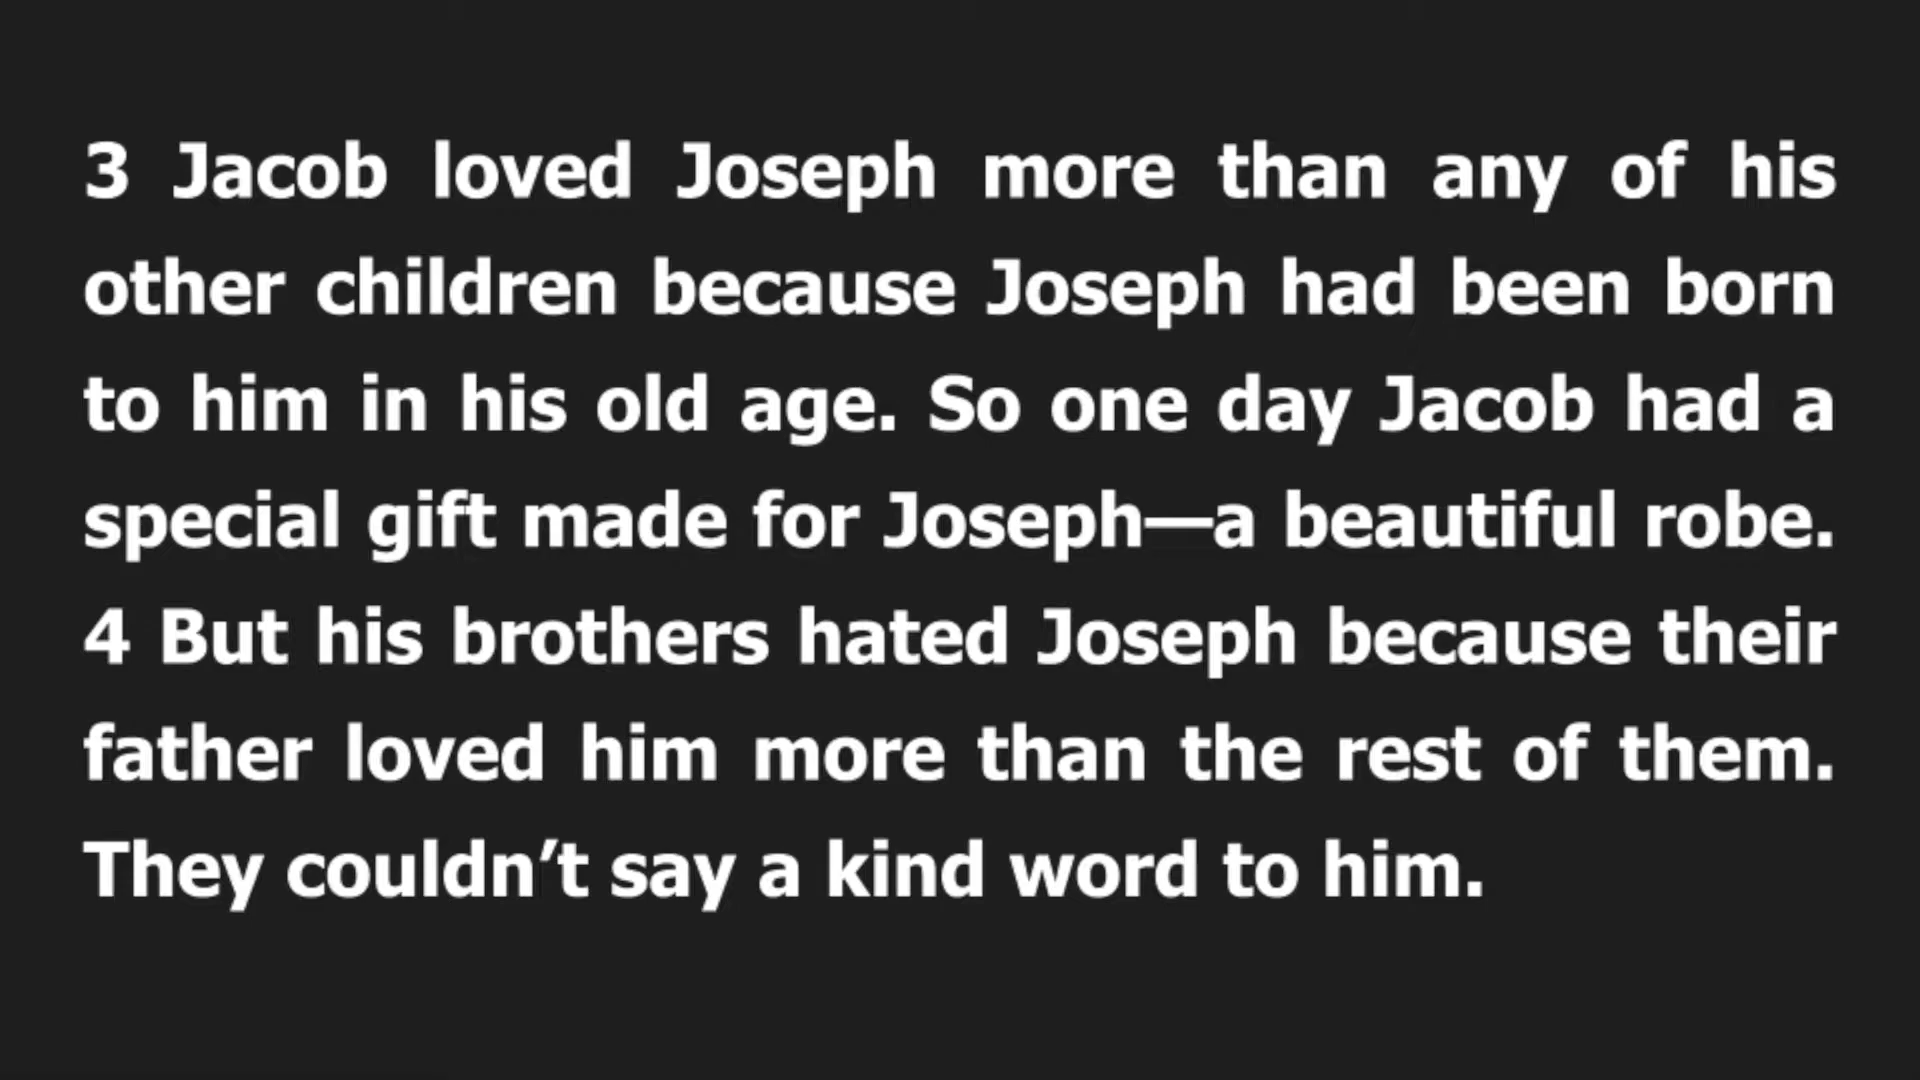 3 Jacob loved Joseph more than any of his
other children because Joseph had been born
to him in his old age. So one day Jacob had a
special gift made for Joseph—a beautiful robe.
4 But his brothers hated Joseph because their
father loved him more than the rest of them.
They couldn’t say a kind word to him.